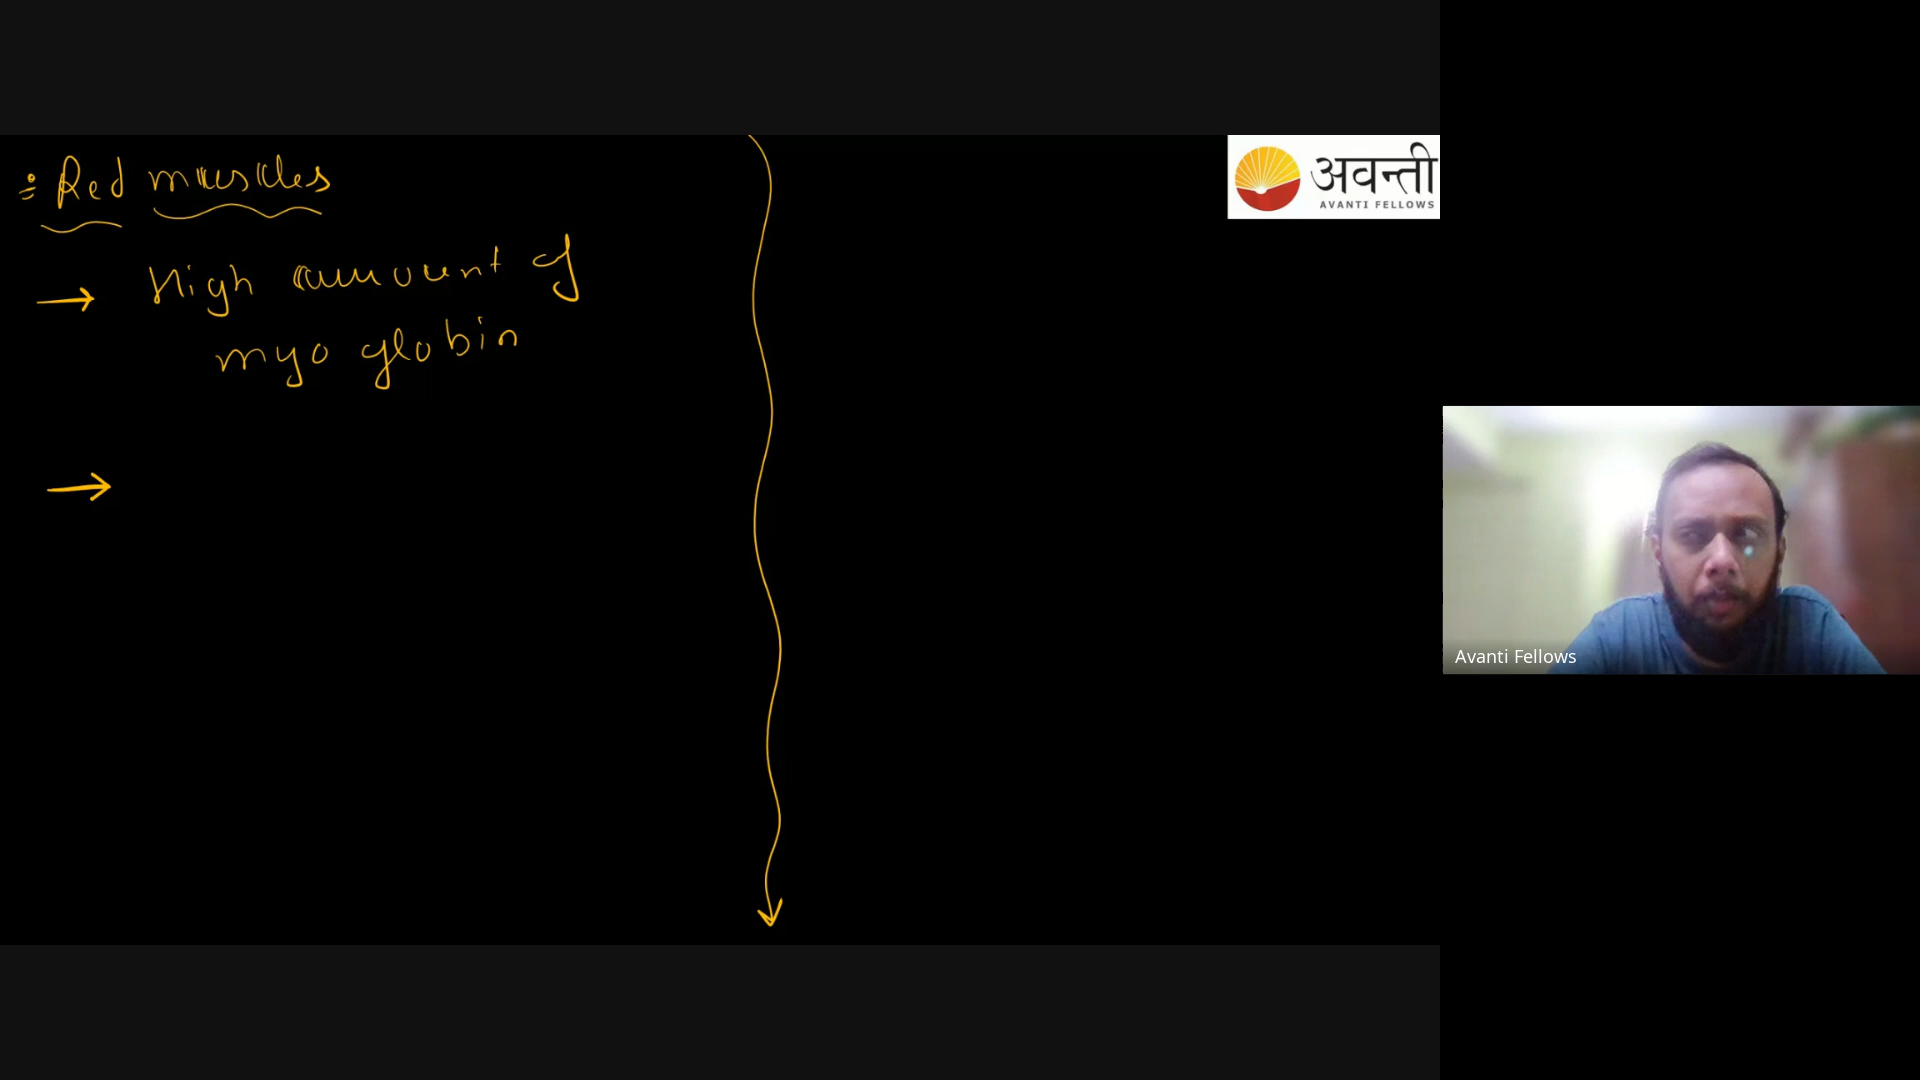 Red muscles
→ High amount of
myo globin
→
अवन्ती
AVANTI FELLOWS
Avanti Fellows